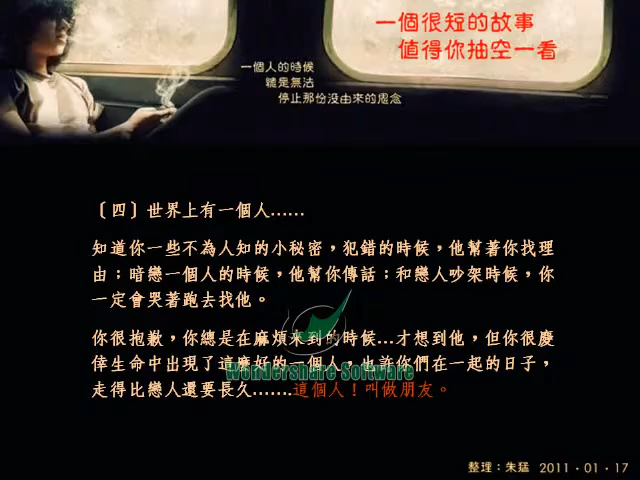 一個很短的故事
值得你抽空一看
一個人的時候
總是無法
停止那份沒由來的思念
〔四〕世界上有一個人……
知道你一些不為人知的小秘密，犯錯的時候，他幫著你找理
由；暗戀一個人的時候，他幫你傳話；和戀人吵架時候，你
一定會哭著跑去找他。
你很抱歉，你總是在麻煩來到的時候…才想到他，但你很慶
倖生命中出現了這麼好的一個人，也許你們在一起的日子，
走得比戀人還要長久…….這個人！叫做朋友。
Wondershare Software
整理：朱猛 2011·01·17